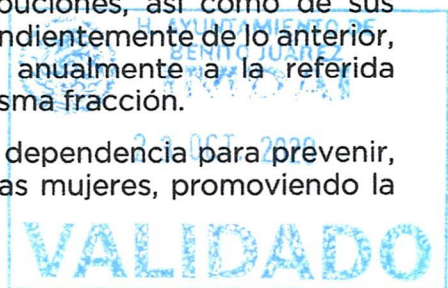 buciones, así como de sus
H. AYUNTAMIENTO DE
ndientemente de lo anterior,
BENITO JUÁREZ
anualmente a la referida
sma fracción.
2 OCT. 2020
dependencia para prevenir,
as mujeres, promoviendo la
VALIDADO